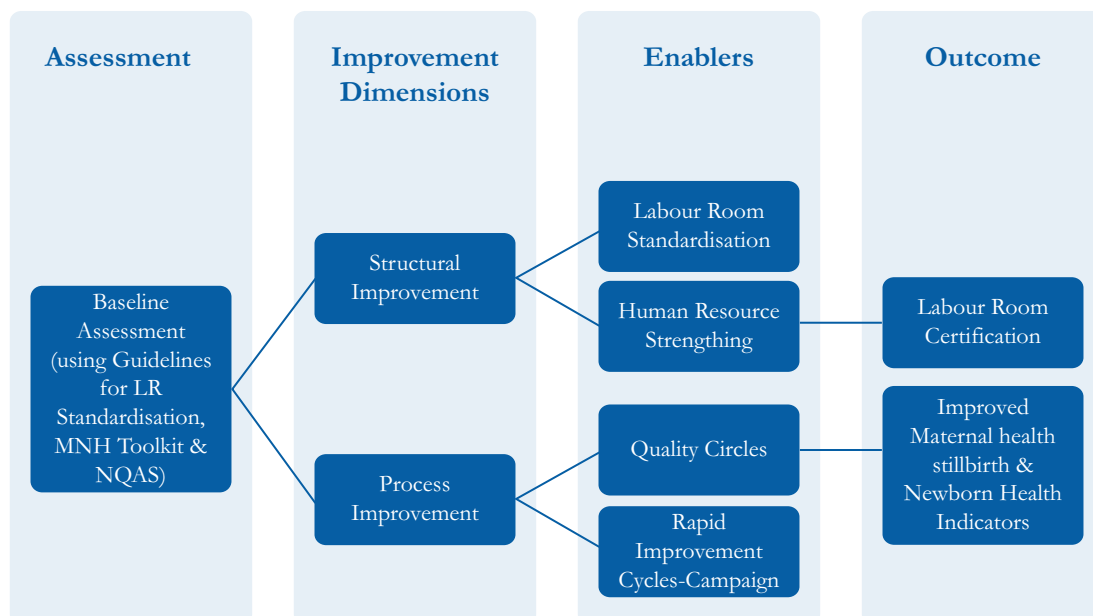 Assessment
Improvement
Dimensions
Enablers
Outcome
Baseline
Assessment
(using Guidelines
for LR
Standardisation,
MNH Toolkit &
NQAS)
Structural
Improvement
Process
Improvement
Labour Room
Standardisation
Human Resource
Strengthing
Quality Circles
Rapid
Improvement
Cycles-Campaign
Labour Room
Certification
Improved
Maternal health
stillbirth &
Newborn Health
Indicators